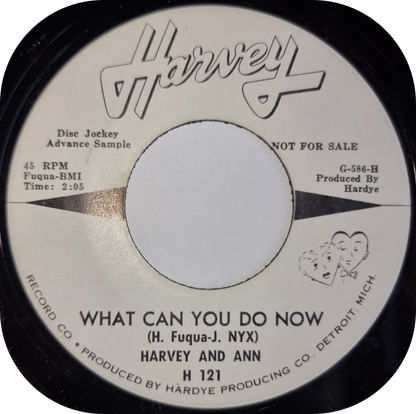 Harvey
Disc Jockey
Advance Sample
NOT FOR SALE
45 RPM
Fuqua-BMI
Time: 2:05
G-586-H
Produced By
Hardye
WHAT CAN YOU DO NOW
(H. Fuqua-J. NYX)
HARVEY AND ANN
H 121
RECORD CO. • PRODUCED BY HARDYE PRODUCING CO., DETROIT, MICH.